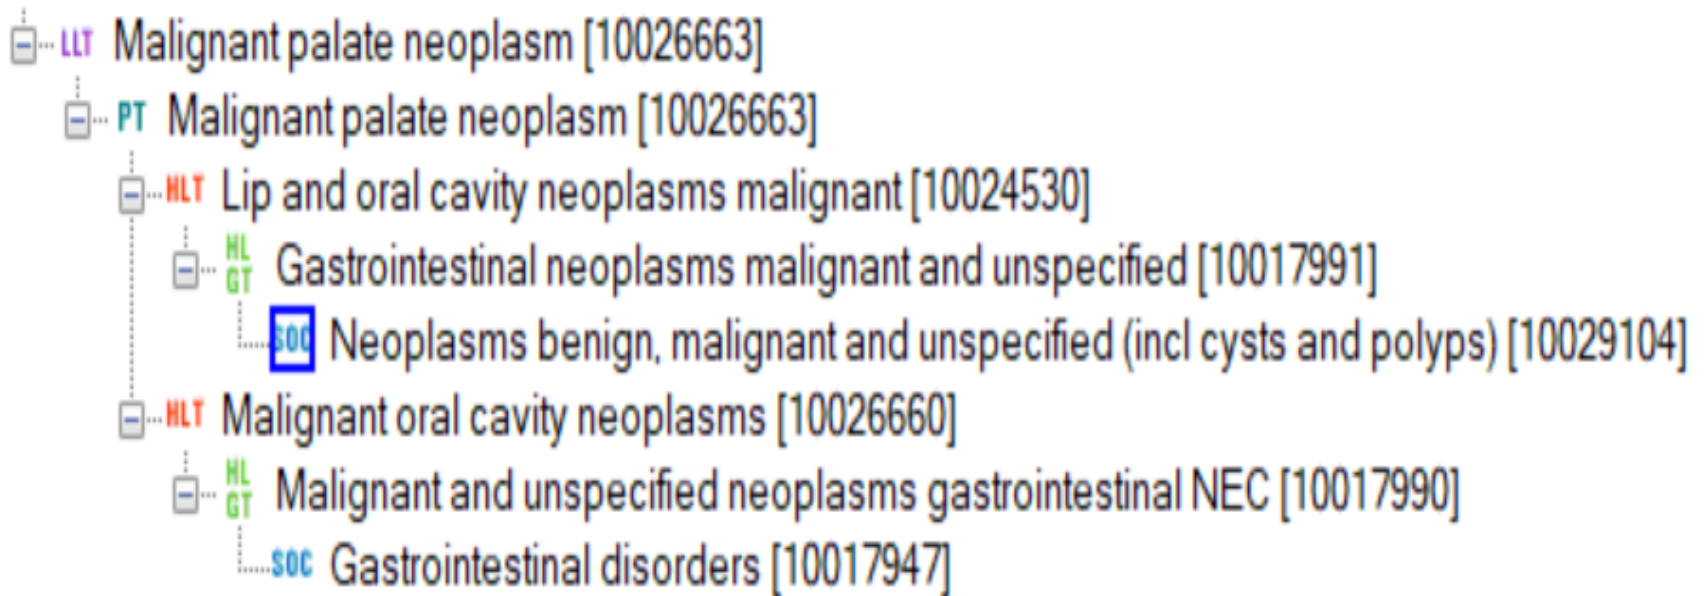 LLT Malignant palate neoplasm [10026663]
PT Malignant palate neoplasm [10026663]
HLT Lip and oral cavity neoplasms malignant [10024530]
HLGT Gastrointestinal neoplasms malignant and unspecified [10017991]
SOC Neoplasms benign, malignant and unspecified (incl cysts and polyps) [10029104]
HLT Malignant oral cavity neoplasms [10026660]
HLGT Malignant and unspecified neoplasms gastrointestinal NEC [10017990]
SOC Gastrointestinal disorders [10017947]